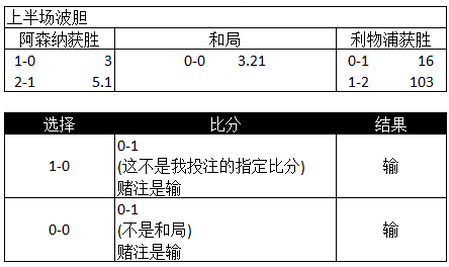 上半场波胆
阿森纳获胜 和局 利物浦获胜
1-0 3 0-0 3.21 0-1 16
2-1 5.1 1-2 103
选择 比分 结果
0-1
1-0 (这不是我投注的指定比分) 输
赌注是输
0-1
0-0 (不是和局) 输
赌注是输